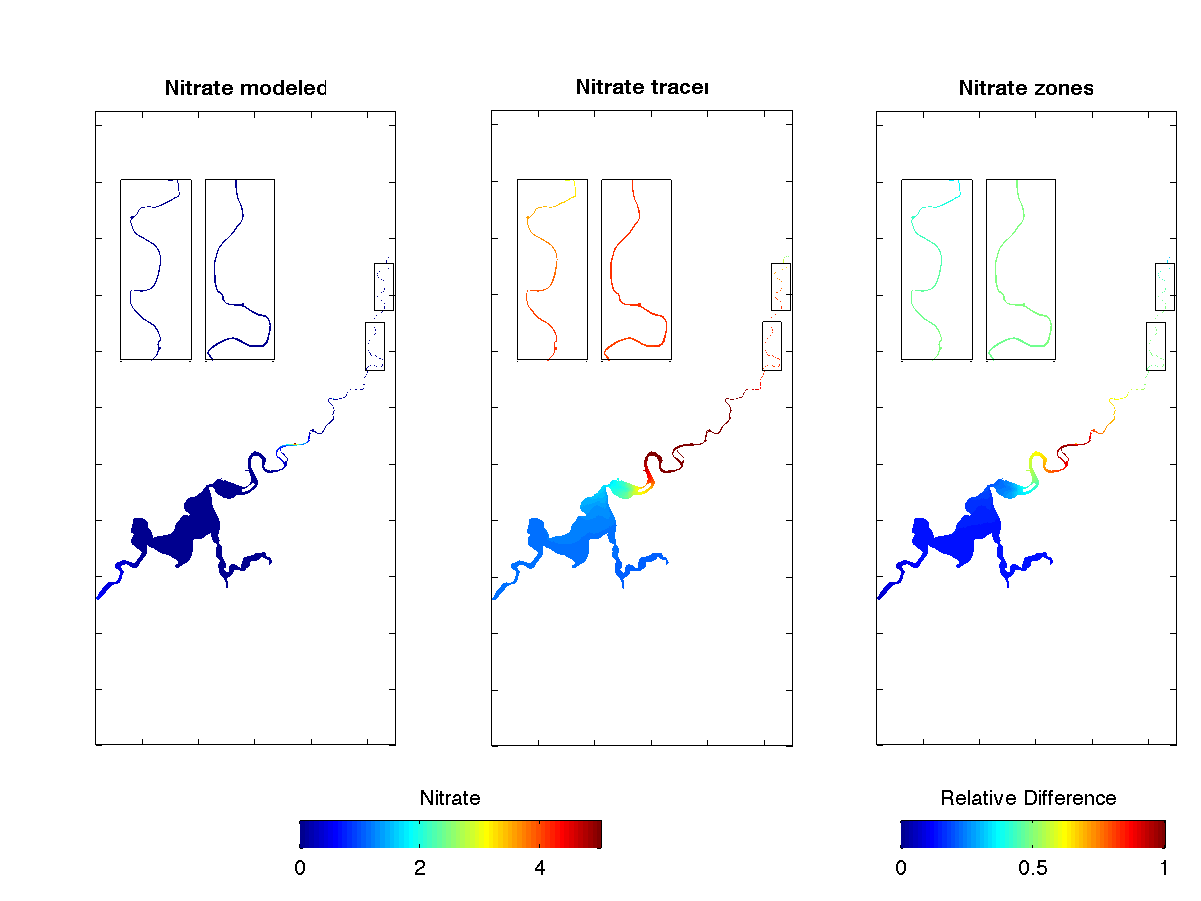 Nitrate modeled
Nitrate tracer
Nitrate zones
Nitrate
Relative Difference
0 2 4
0 0.5 1